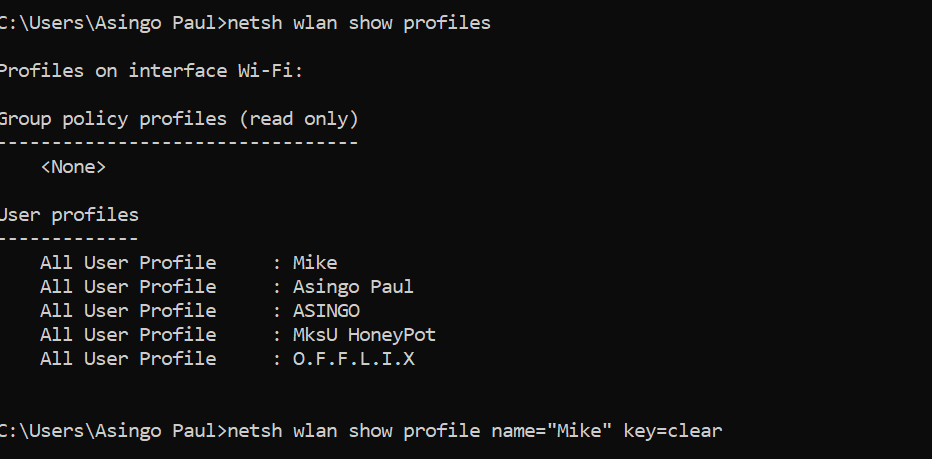 C:\Users\Asingo Paul>netsh wlan show profiles
Profiles on interface Wi-Fi:
Group policy profiles (read only)
---------------------------------
    <None>
User profiles
-------------
    All User Profile     : Mike
    All User Profile     : Asingo Paul
    All User Profile     : ASINGO
    All User Profile     : MksU HoneyPot
    All User Profile     : O.F.F.L.I.X
C:\Users\Asingo Paul>netsh wlan show profile name="Mike" key=clear